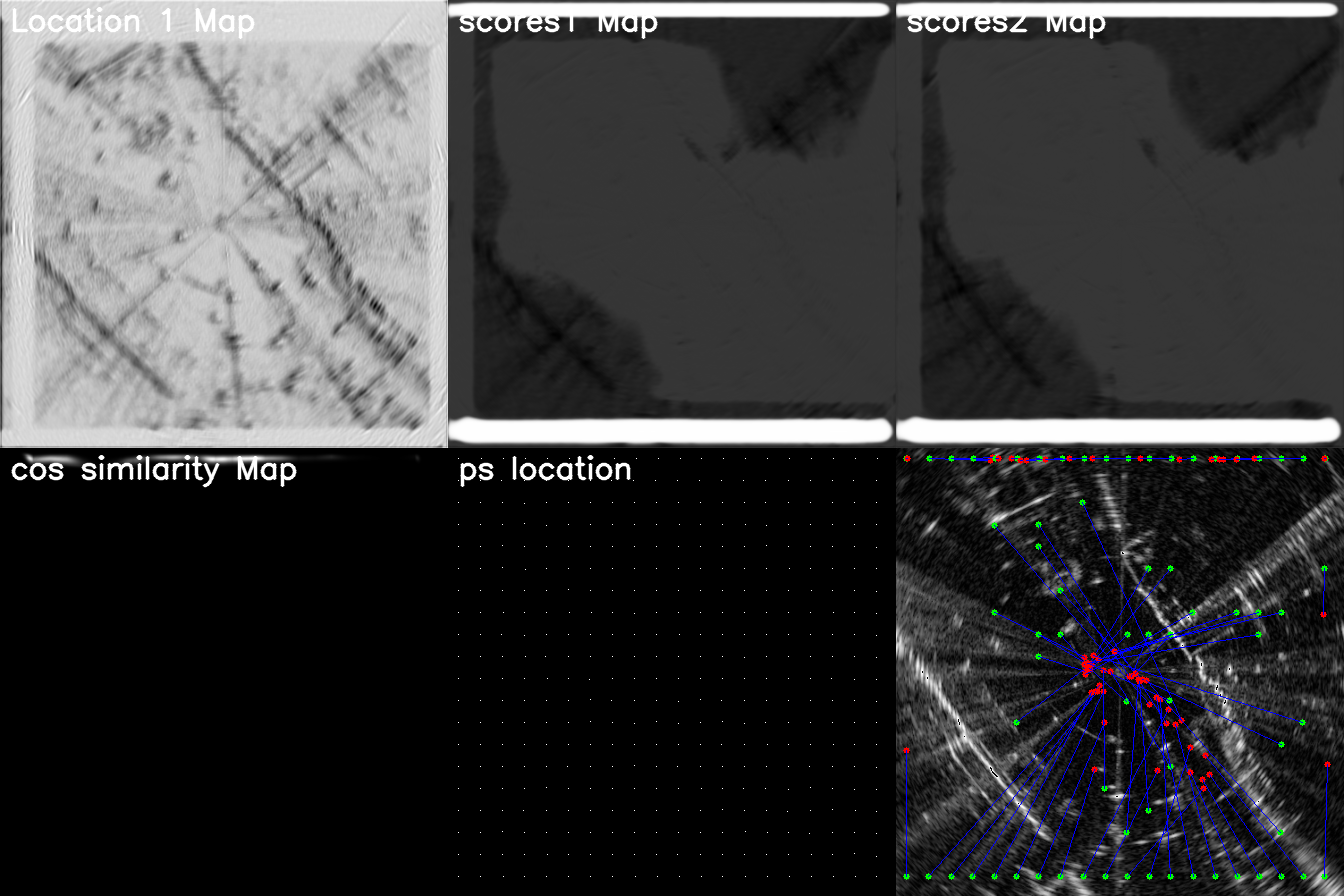 Location 1 Map
scores1 Map
scores2 Map
cos similarity Map
ps location